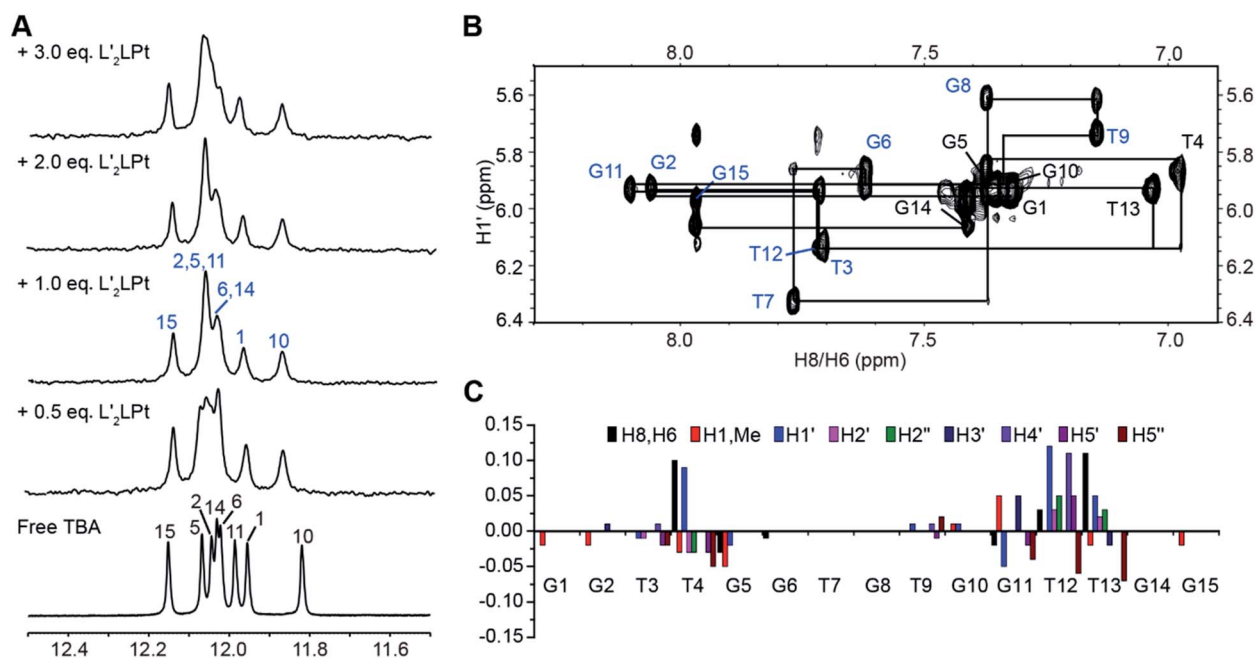 A
+ 3.0 eq. L'₂LPt
+ 2.0 eq. L'₂LPt
2,5,11
+ 1.0 eq. L'₂LPt
6,14
15
1
10
+ 0.5 eq. L'₂LPt
Free TBA
15
5
2
14
6
11
1
10
12.4 12.2 12.0 11.8 11.6
B
8.0 7.5 7.0
5.6 5.6
5.8 5.8
6.0 6.0
6.2 6.2
6.4 6.4
H1' (ppm)
G8
T9
G6
G5
T4
G11
G2
G15
G10
G14
G1
T13
T12
T3
T7
8.0 7.5 7.0
H8/H6 (ppm)
C
H8,H6 H1,Me H1' H2' H2'' H3' H4' H5' H5''
0.15
0.10
0.05
0.00
-0.05
-0.10
-0.15
G1 G2 T3 T4 G5 G6 T7 G8 T9 G10 G11 T12 T13 G14 G15